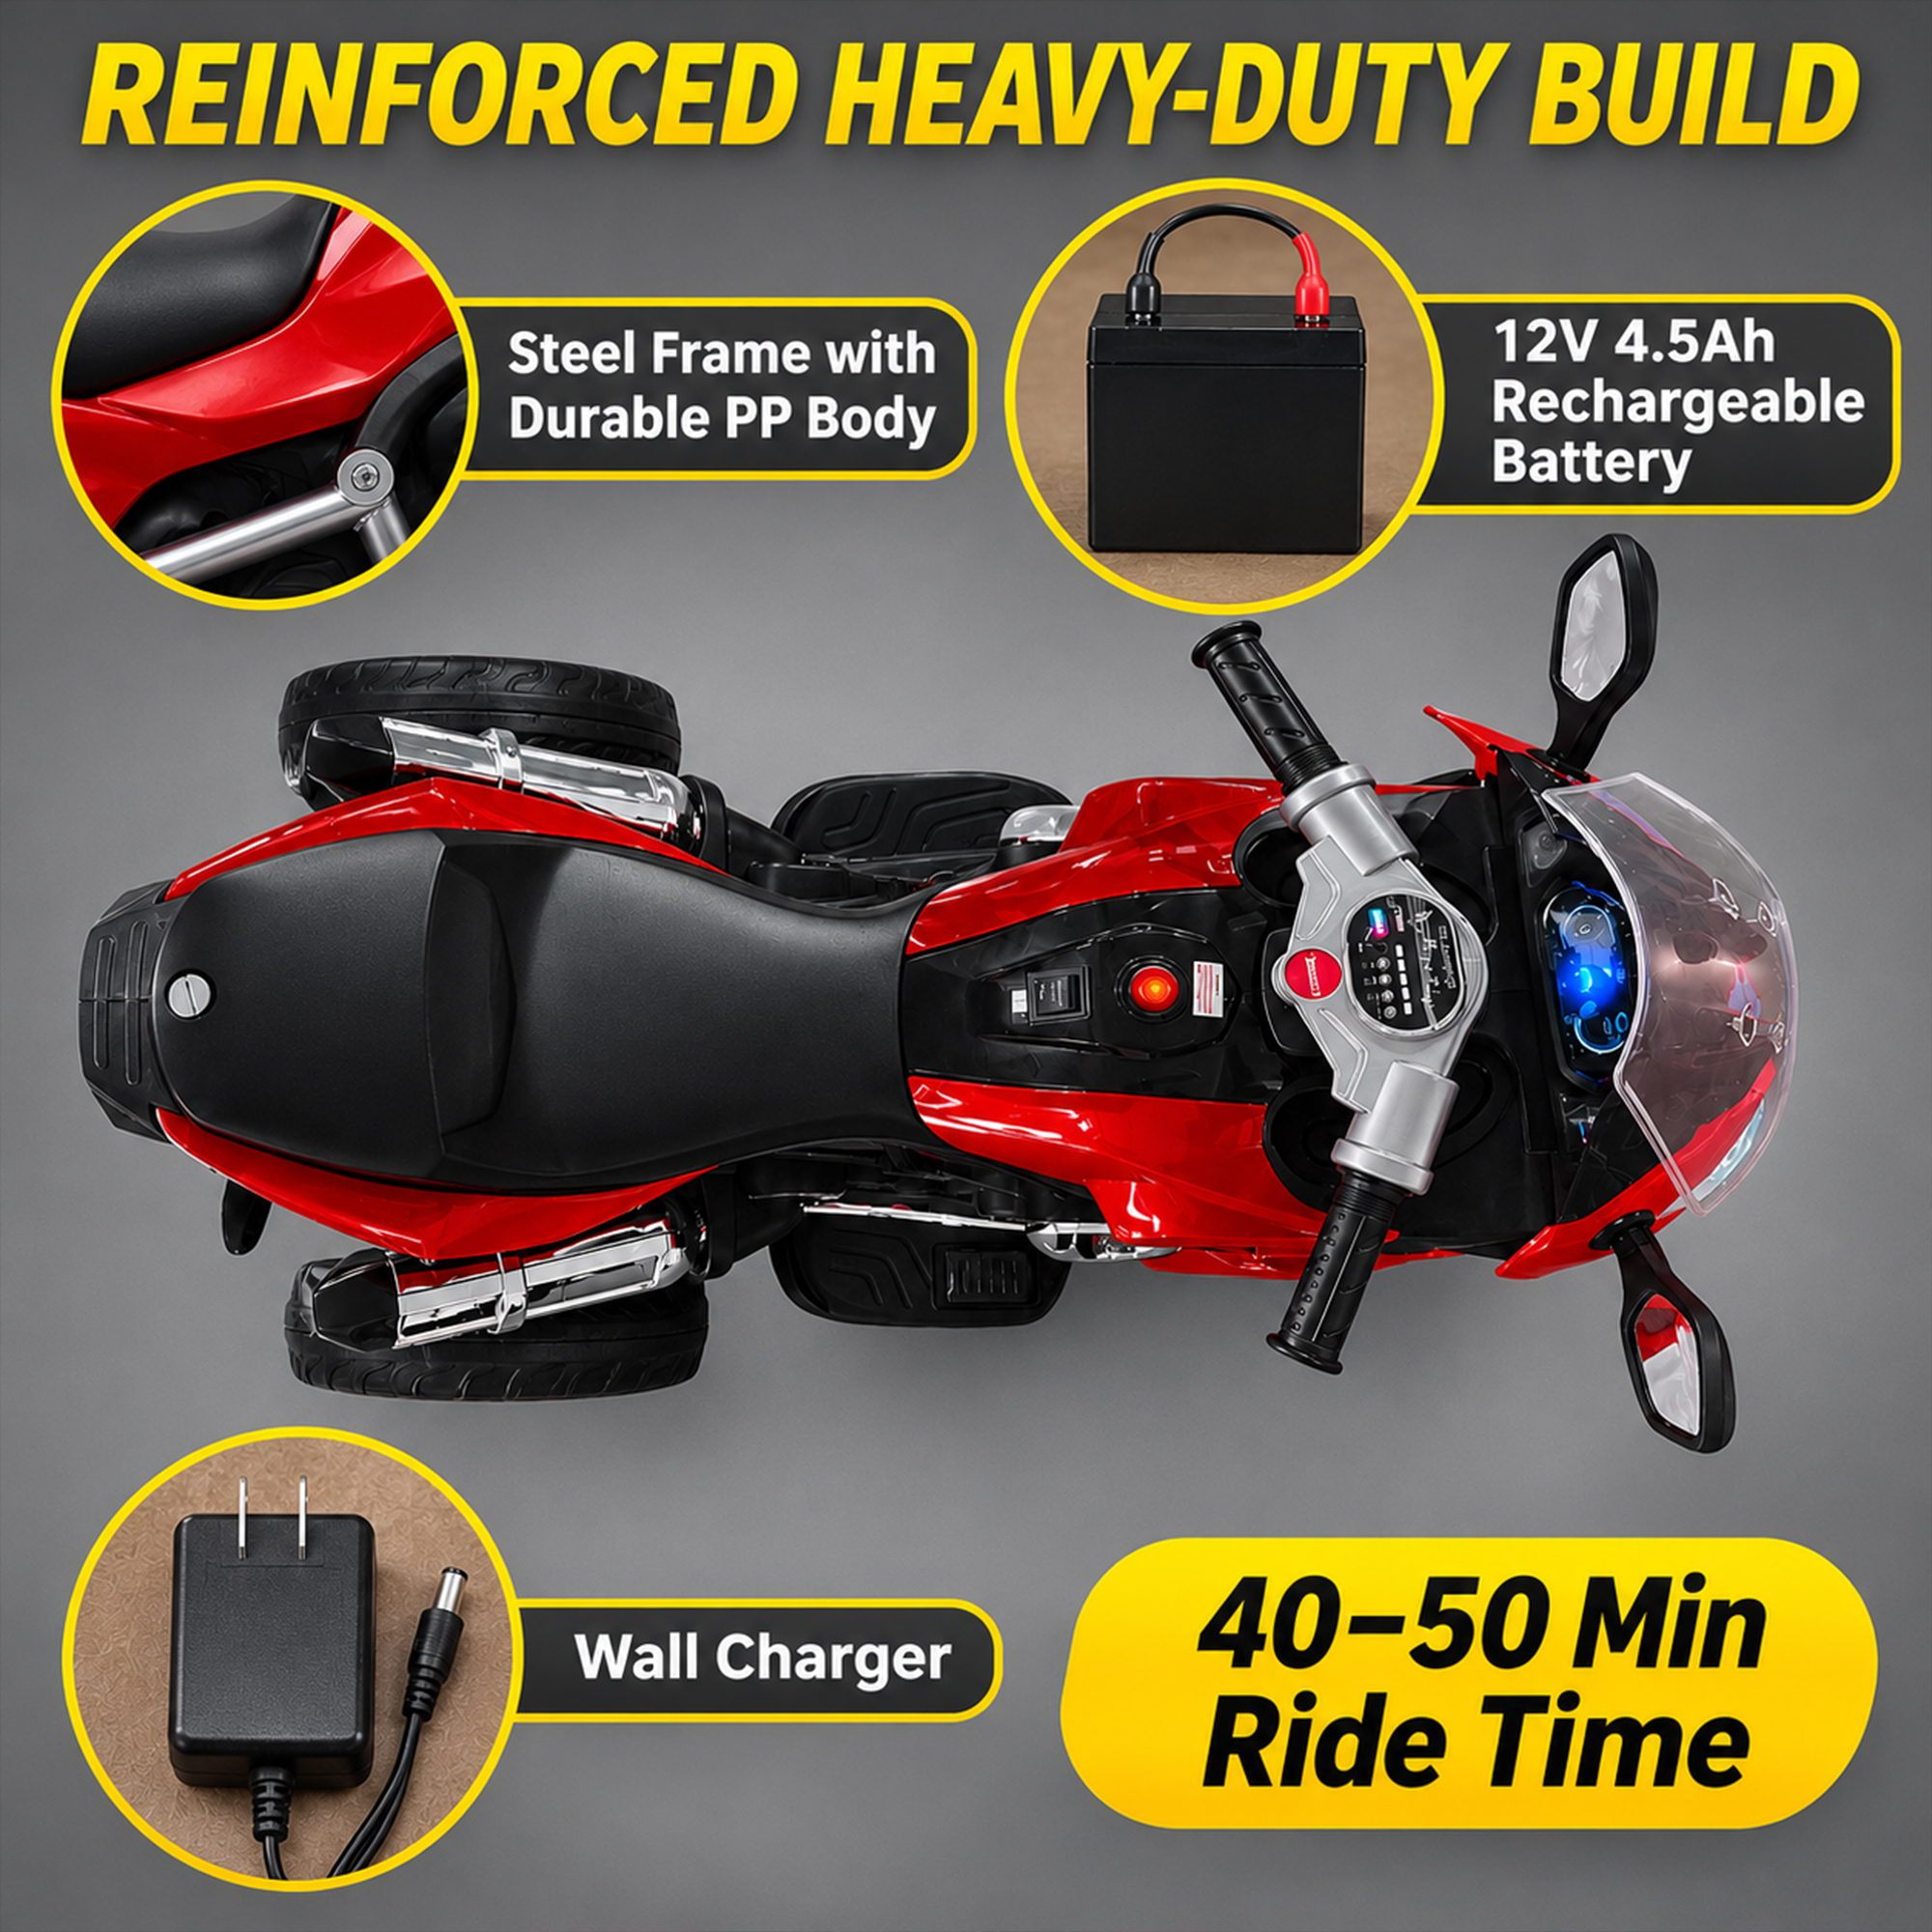 REINFORCED HEAVY-DUTY BUILD
Steel Frame with
Durable PP Body
12V 4.5Ah
Rechargeable
Battery
Wall Charger
40–50 Min
Ride Time